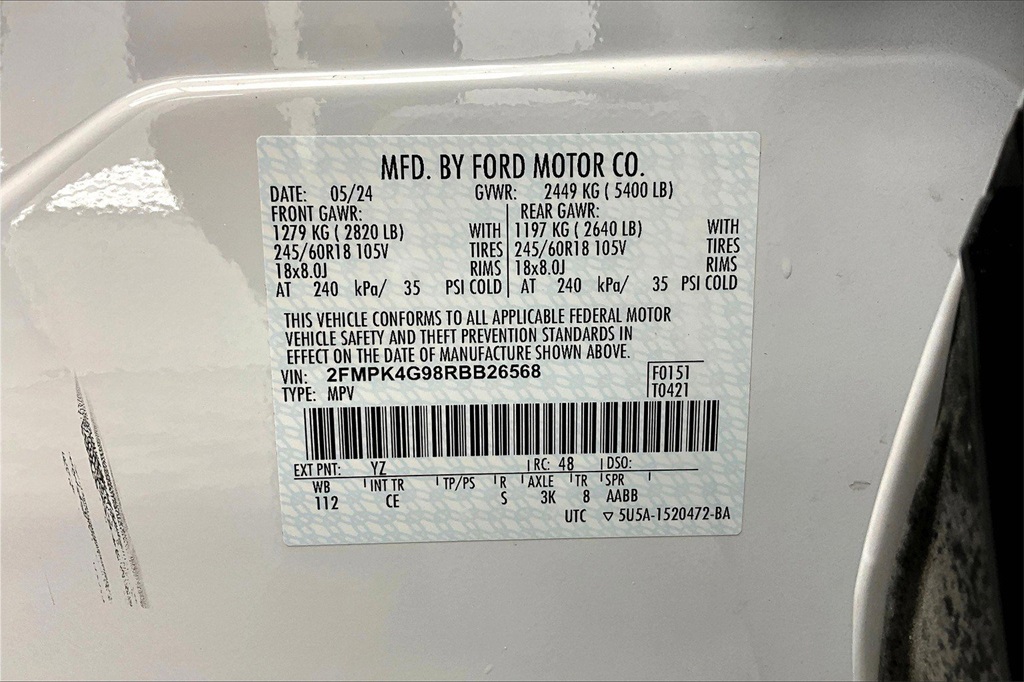 MFD. BY FORD MOTOR CO.
DATE: 05/24 GVWR: 2449 KG ( 5400 LB)
FRONT GAWR: REAR GAWR:
1279 KG ( 2820 LB) WITH 1197 KG ( 2640 LB) WITH
245/60R18 105V TIRES 245/60R18 105V TIRES
18x8.0J RIMS 18x8.0J RIMS
AT 240 kPa/ 35 PSI COLD AT 240 kPa/ 35 PSI COLD
THIS VEHICLE CONFORMS TO ALL APPLICABLE FEDERAL MOTOR
VEHICLE SAFETY AND THEFT PREVENTION STANDARDS IN
EFFECT ON THE DATE OF MANUFACTURE SHOWN ABOVE.
VIN: 2FMPK4G98RBB26568 F0151
TYPE: MPV T0421
EXT PNT: YZ RC: 48 DSO:
WB INT TR TP/PS R AXLE TR SPR
112 CE S 3K 8 AABB
UTC ▽ 5U5A-1520472-BA